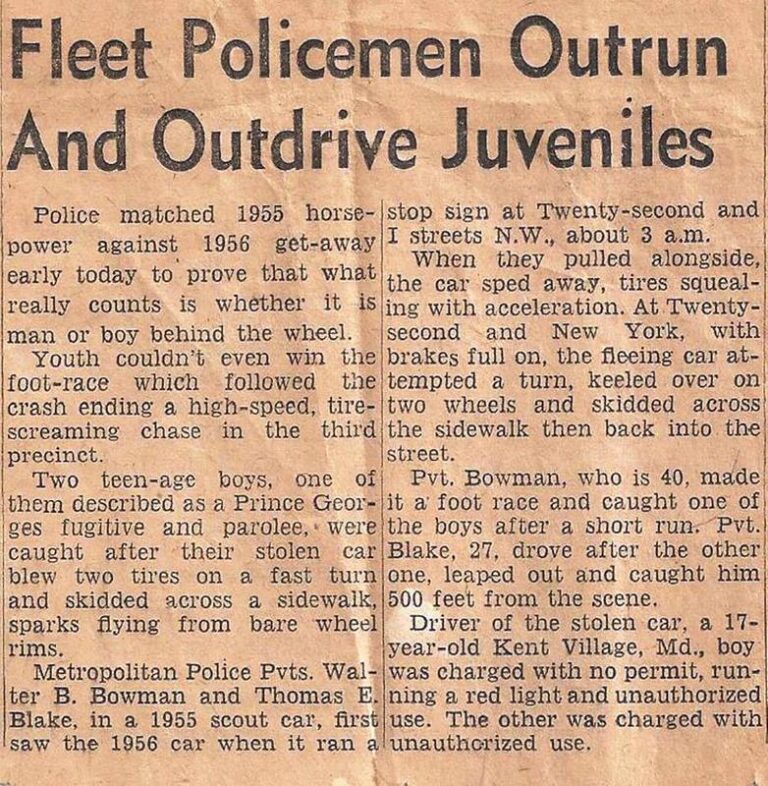 Fleet Policemen Outrun
And Outdrive Juveniles
Police matched 1955 horse-
power against 1956 get-away
early today to prove that what
really counts is whether it is
man or boy behind the wheel.
Youth couldn't even win the
foot-race which followed the
crash ending a high-speed, tire-
screaming chase in the third
precinct.
Two teen-age boys, one of
them described as a Prince Geor-
ges fugitive and parolee, were
caught after their stolen car
blew two tires on a fast turn
and skidded across a sidewalk,
sparks flying from bare wheel
rims.
Metropolitan Police Pvts. Wal-
ter B. Bowman and Thomas E.
Blake, in a 1955 scout car, first
saw the 1956 car when it ran a
stop sign at Twenty-second and
I streets N.W., about 3 a.m.
When they pulled alongside,
the car sped away, tires squeal-
ing with acceleration. At Twenty-
second and New York, with
brakes full on, the fleeing car at-
tempted a turn, keeled over on
two wheels and skidded across
the sidewalk then back into the
street.
Pvt. Bowman, who is 40, made
it a foot race and caught one of
the boys after a short run. Pvt.
Blake, 27, drove after the other
one, leaped out and caught him
500 feet from the scene.
Driver of the stolen car, a 17-
year-old Kent Village, Md., boy
was charged with no permit, run-
ning a red light and unauthorized
use. The other was charged with
unauthorized use.